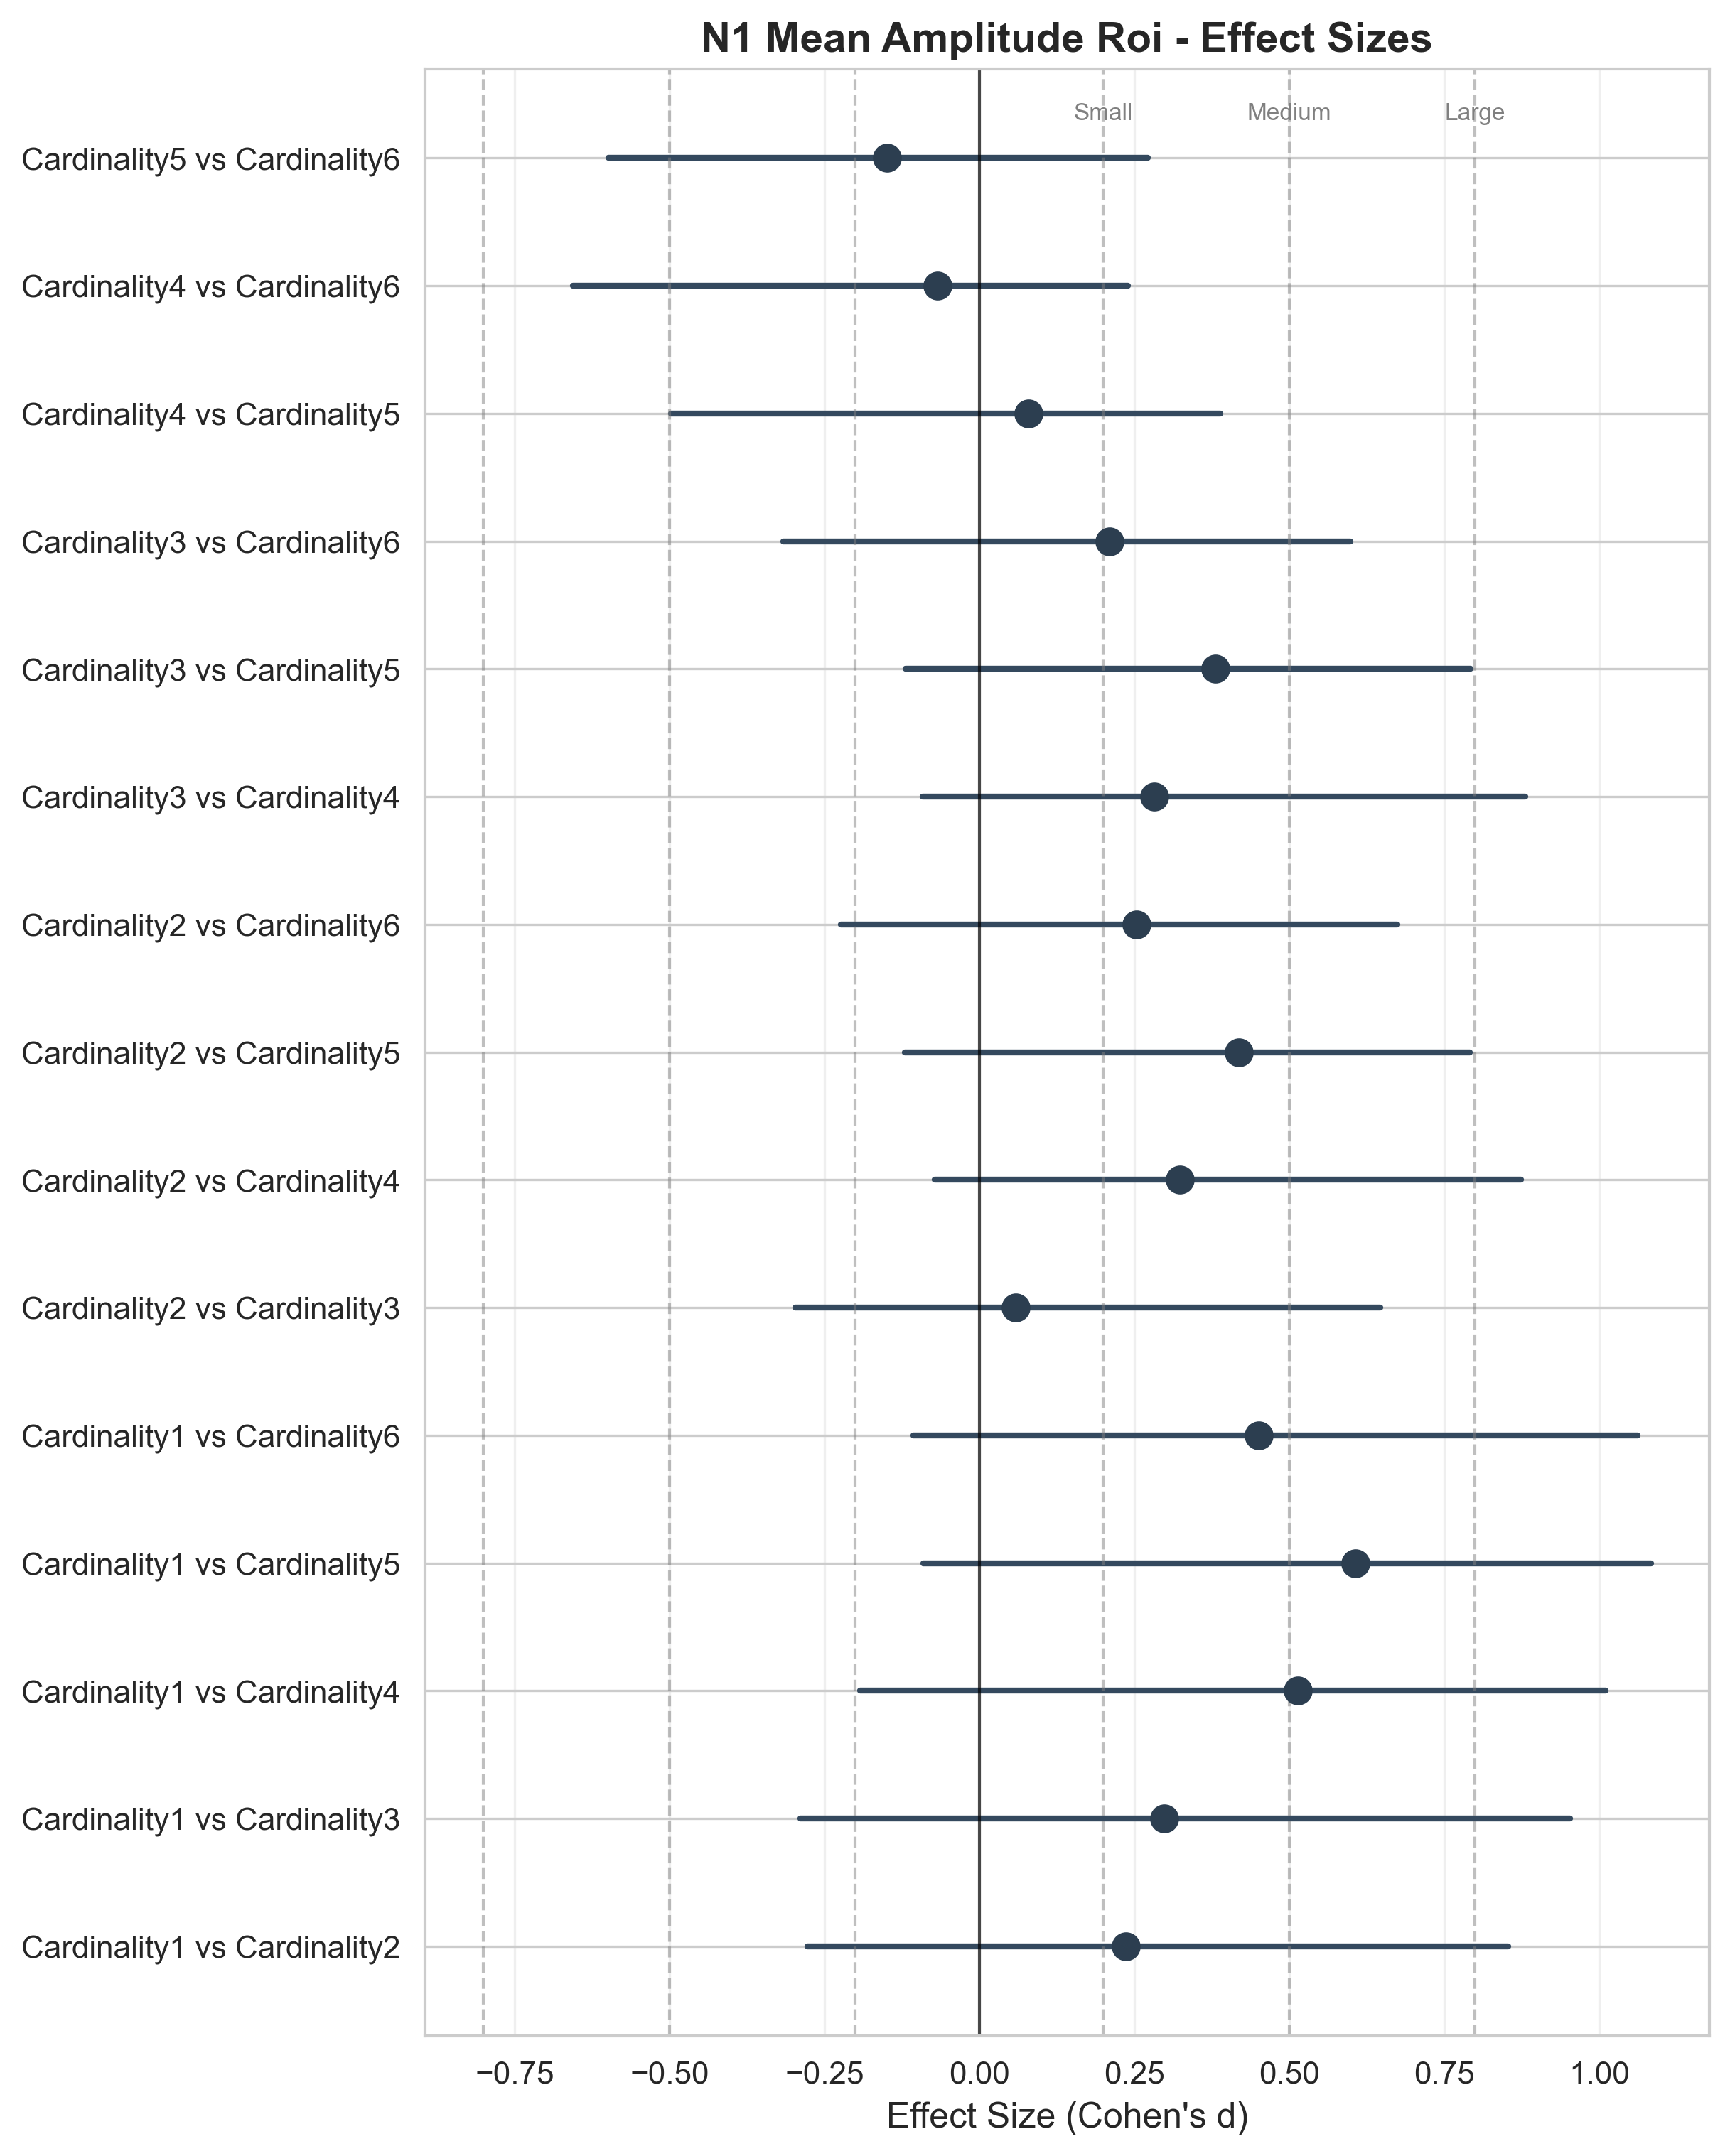 N1 Mean Amplitude Roi - Effect Sizes
Small Medium Large
Cardinality5 vs Cardinality6
Cardinality4 vs Cardinality6
Cardinality4 vs Cardinality5
Cardinality3 vs Cardinality6
Cardinality3 vs Cardinality5
Cardinality3 vs Cardinality4
Cardinality2 vs Cardinality6
Cardinality2 vs Cardinality5
Cardinality2 vs Cardinality4
Cardinality2 vs Cardinality3
Cardinality1 vs Cardinality6
Cardinality1 vs Cardinality5
Cardinality1 vs Cardinality4
Cardinality1 vs Cardinality3
Cardinality1 vs Cardinality2
−0.75 −0.50 −0.25 0.00 0.25 0.50 0.75 1.00
Effect Size (Cohen's d)